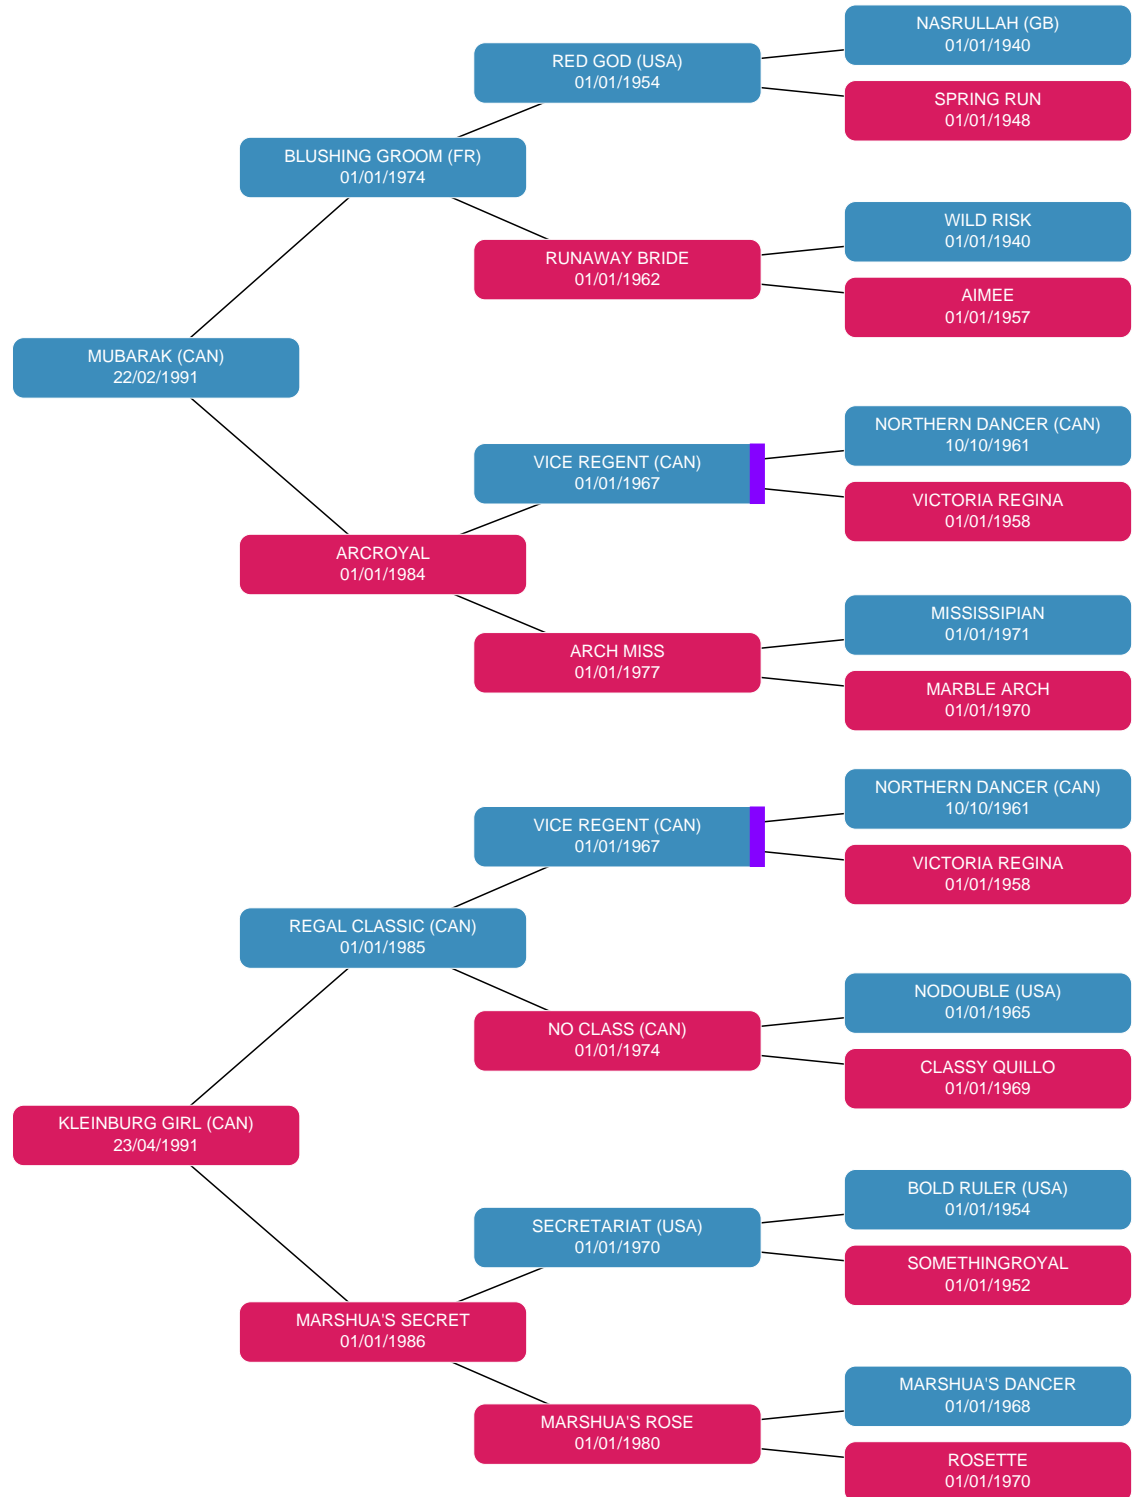 NASRULLAH (GB)
01/01/1940
RED GOD (USA)
01/01/1954
SPRING RUN
01/01/1948
BLUSHING GROOM (FR)
01/01/1974
WILD RISK
01/01/1940
RUNAWAY BRIDE
01/01/1962
AIMEE
01/01/1957
MUBARAK (CAN)
22/02/1991
NORTHERN DANCER (CAN)
10/10/1961
VICE REGENT (CAN)
01/01/1967
VICTORIA REGINA
01/01/1958
ARCROYAL
01/01/1984
MISSISSIPIAN
01/01/1971
ARCH MISS
01/01/1977
MARBLE ARCH
01/01/1970
NORTHERN DANCER (CAN)
10/10/1961
VICE REGENT (CAN)
01/01/1967
VICTORIA REGINA
01/01/1958
REGAL CLASSIC (CAN)
01/01/1985
NODOUBLE (USA)
01/01/1965
NO CLASS (CAN)
01/01/1974
CLASSY QUILLO
01/01/1969
KLEINBURG GIRL (CAN)
23/04/1991
BOLD RULER (USA)
01/01/1954
SECRETARIAT (USA)
01/01/1970
SOMETHINGROYAL
01/01/1952
MARSHUA'S SECRET
01/01/1986
MARSHUA'S DANCER
01/01/1968
MARSHUA'S ROSE
01/01/1980
ROSETTE
01/01/1970